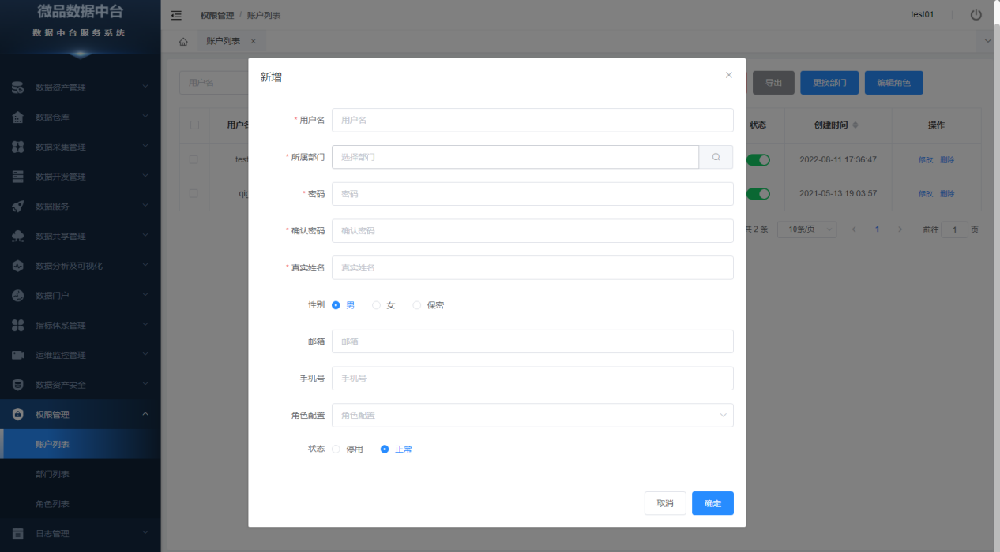 微品数据中台
数据中台服务系统
数据资产管理
数据仓库
数据采集管理
数据开发管理
数据服务
数据共享管理
数据分析及可视化
数据门户
指标体系管理
运维监控管理
数据资产安全
权限管理
账户列表
部门列表
角色列表
日志管理
权限管理 / 账户列表
test01
账户列表 ×
用户名
导出 更换部门 编辑角色
状态 创建时间 操作
2022-08-11 17:36:47 修改 删除
2021-05-13 19:03:57 修改 删除
共 2 条 10条/页 1 前往 1 页
新增
* 用户名 用户名
* 所属部门 选择部门
* 密码 密码
* 确认密码 确认密码
* 真实姓名 真实姓名
性别 男 女 保密
邮箱 邮箱
手机号 手机号
角色配置 角色配置
状态 停用 正常
取消 确定